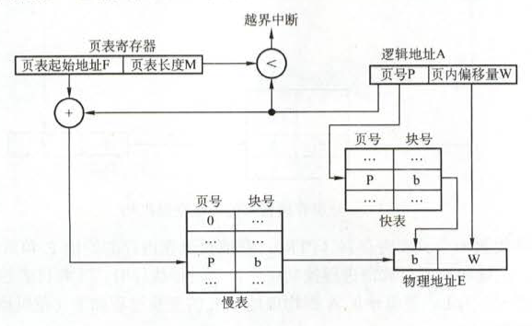 越界中断
页表寄存器
页表起始地址F 页表长度M
<
逻辑地址A
页号P 页内偏移量W
+
页号 块号
... ...
P b
... ...
快表
页号 块号
0 ...
... ...
P b
... ...
慢表
b W
物理地址E